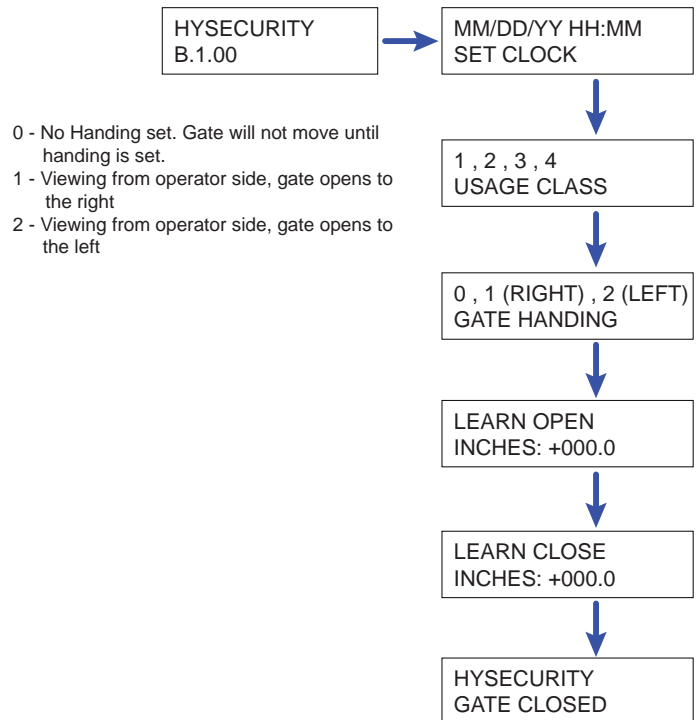 HYSECURITY
B.1.00
MM/DD/YY HH:MM
SET CLOCK
0 - No Handing set. Gate will not move until
handing is set.
1 - Viewing from operator side, gate opens to
the right
2 - Viewing from operator side, gate opens to
the left
1 , 2 , 3 , 4
USAGE CLASS
0 , 1 (RIGHT) , 2 (LEFT)
GATE HANDING
LEARN OPEN
INCHES: +000.0
LEARN CLOSE
INCHES: +000.0
HYSECURITY
GATE CLOSED